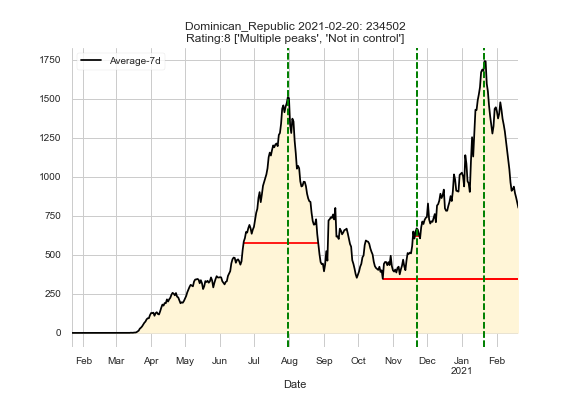 Dominican_Republic 2021-02-20: 234502
Rating:8 ['Multiple peaks', 'Not in control']
Average-7d
1750
1500
1250
1000
750
500
250
0
Feb Mar Apr May Jun Jul Aug Sep Oct Nov Dec Jan Feb
2021
Date